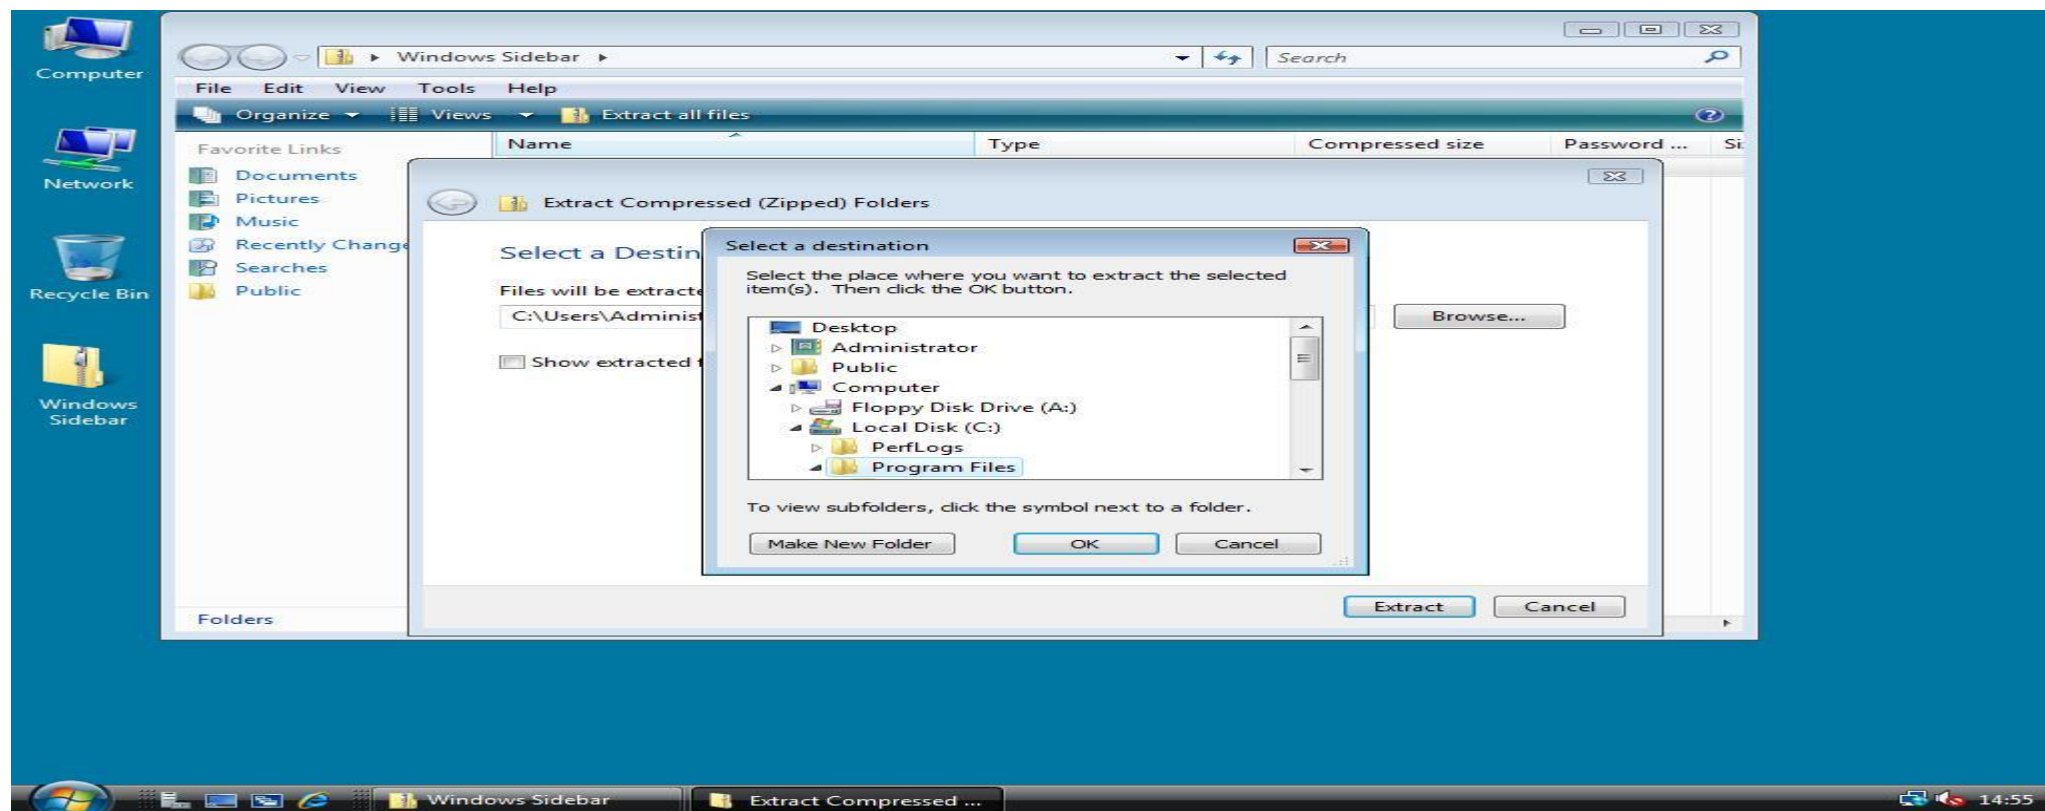 Computer
Network
Recycle Bin
Windows
Sidebar
Windows Sidebar
Search
File Edit View Tools Help
Organize Views Extract all files
Favorite Links
Documents
Pictures
Music
Recently Change
Searches
Public
Folders
Name Type Compressed size Password ... Si
Extract Compressed (Zipped) Folders
Select a Destin
Files will be extracte
C:\Users\Administ
Browse...
Show extracted f
Select a destination
Select the place where you want to extract the selected
item(s). Then click the OK button.
Desktop
Administrator
Public
Computer
Floppy Disk Drive (A:)
Local Disk (C:)
PerfLogs
Program Files
To view subfolders, click the symbol next to a folder.
Make New Folder OK Cancel
Extract Cancel
Windows Sidebar Extract Compressed ... 14:55